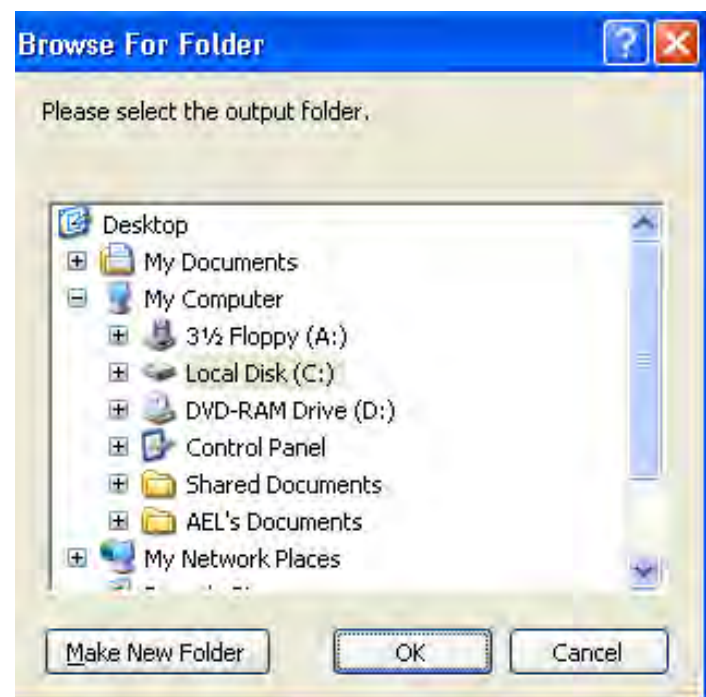 Browse For Folder
Please select the output folder.
Desktop
My Documents
My Computer
3½ Floppy (A:)
Local Disk (C:)
DVD-RAM Drive (D:)
Control Panel
Shared Documents
AEL's Documents
My Network Places
Make New Folder OK Cancel